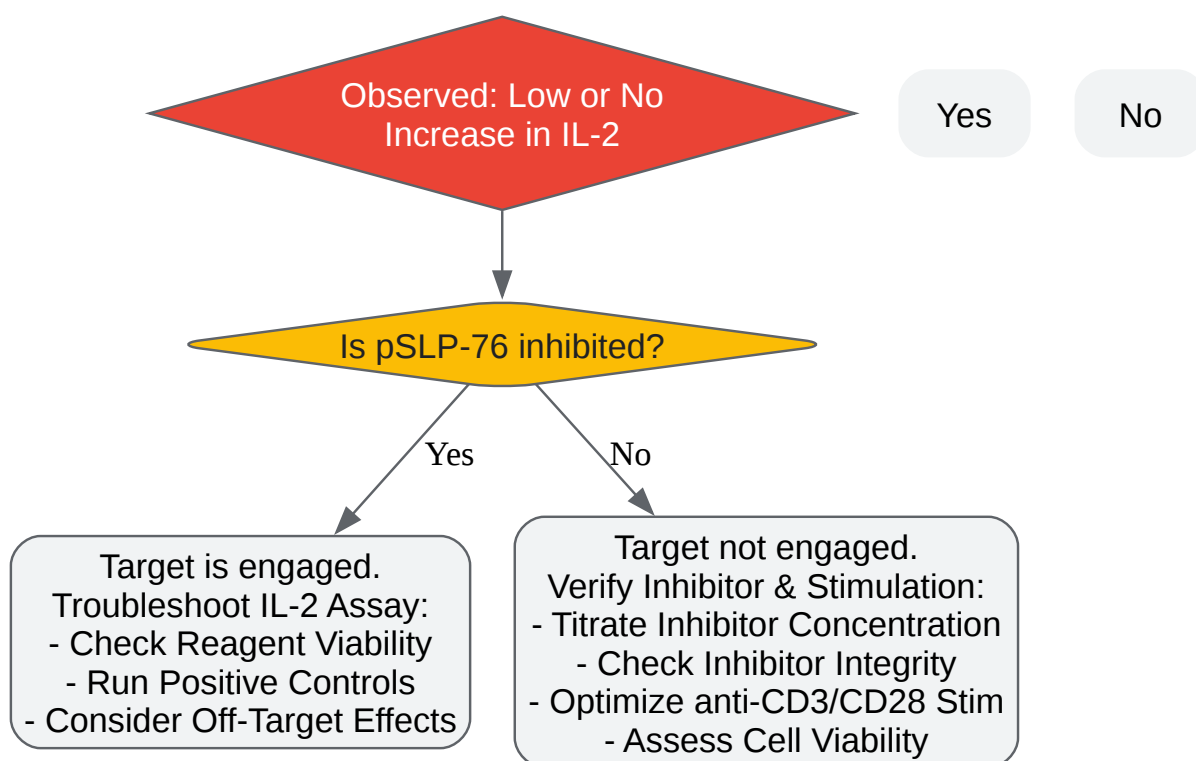 Observed: Low or No
Increase in IL-2
Yes
No
Is pSLP-76 inhibited?
Yes
No
Target is engaged.
Troubleshoot IL-2 Assay:
- Check Reagent Viability
- Run Positive Controls
- Consider Off-Target Effects
Target not engaged.
Verify Inhibitor & Stimulation:
- Titrate Inhibitor Concentration
- Check Inhibitor Integrity
- Optimize anti-CD3/CD28 Stim
- Assess Cell Viability